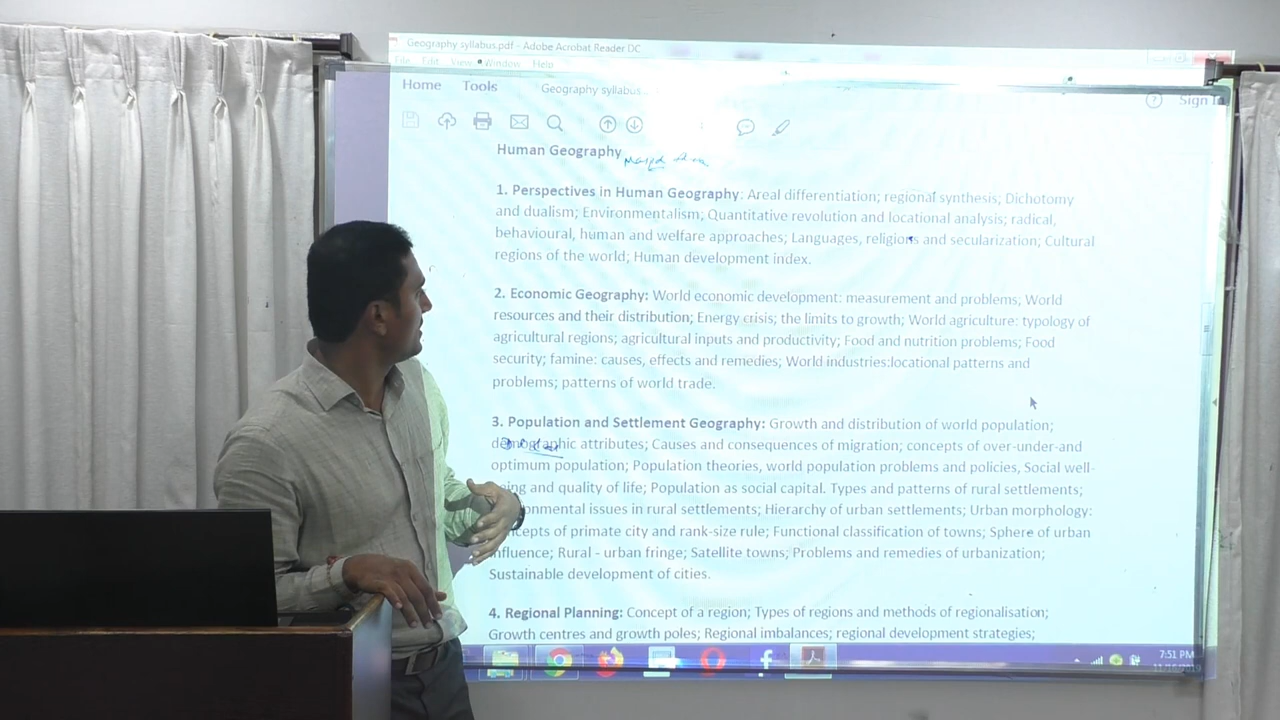 Geography syllabus.pdf - Adobe Acrobat Reader DC
File Edit View Window Help
Home Tools Geography syllabus...
Sign In
Human Geography
1. Perspectives in Human Geography: Areal differentiation; regional synthesis; Dichotomy
and dualism; Environmentalism; Quantitative revolution and locational analysis; radical,
behavioural, human and welfare approaches; Languages, religions and secularization; Cultural
regions of the world; Human development index.
2. Economic Geography: World economic development: measurement and problems; World
resources and their distribution; Energy crisis; the limits to growth; World agriculture: typology of
agricultural regions; agricultural inputs and productivity; Food and nutrition problems; Food
security; famine: causes, effects and remedies; World industries:locational patterns and
problems; patterns of world trade.
3. Population and Settlement Geography: Growth and distribution of world population;
demographic attributes; Causes and consequences of migration; concepts of over-under-and
optimum population; Population theories, world population problems and policies, Social well-
eing and quality of life; Population as social capital. Types and patterns of rural settlements;
onmental issues in rural settlements; Hierarchy of urban settlements; Urban morphology:
cepts of primate city and rank-size rule; Functional classification of towns; Sphere of urban
nfluence; Rural - urban fringe; Satellite towns; Problems and remedies of urbanization;
Sustainable development of cities.
4. Regional Planning: Concept of a region; Types of regions and methods of regionalisation;
Growth centres and growth poles; Regional imbalances; regional development strategies;
7:51 PM